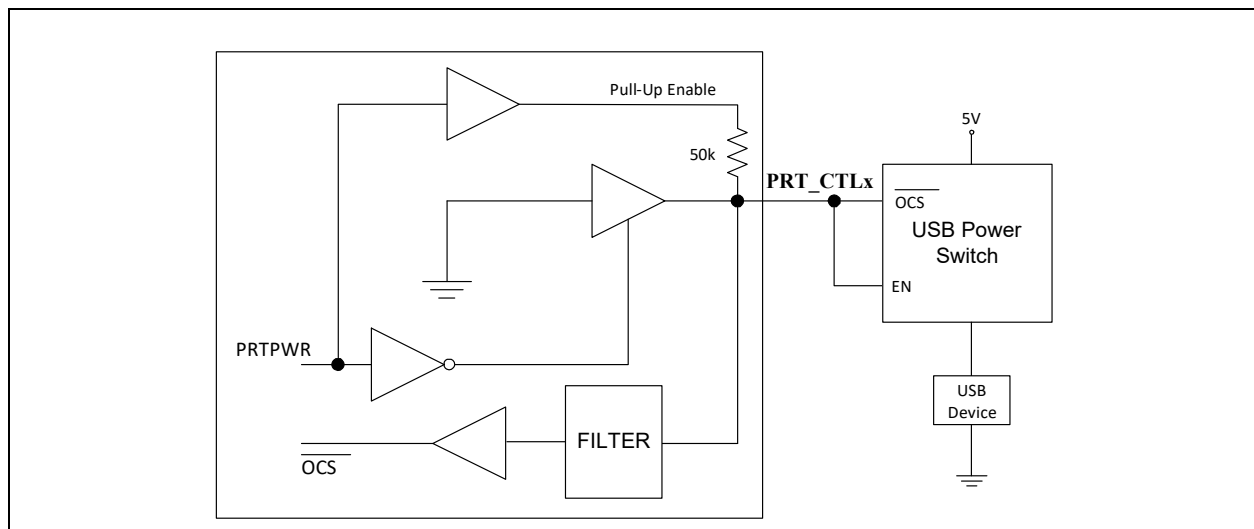 Pull-Up Enable
5V
50k
PRT_CTLx
OCS
USB Power
Switch
EN
PRTPWR
USB
Device
FILTER
OCS